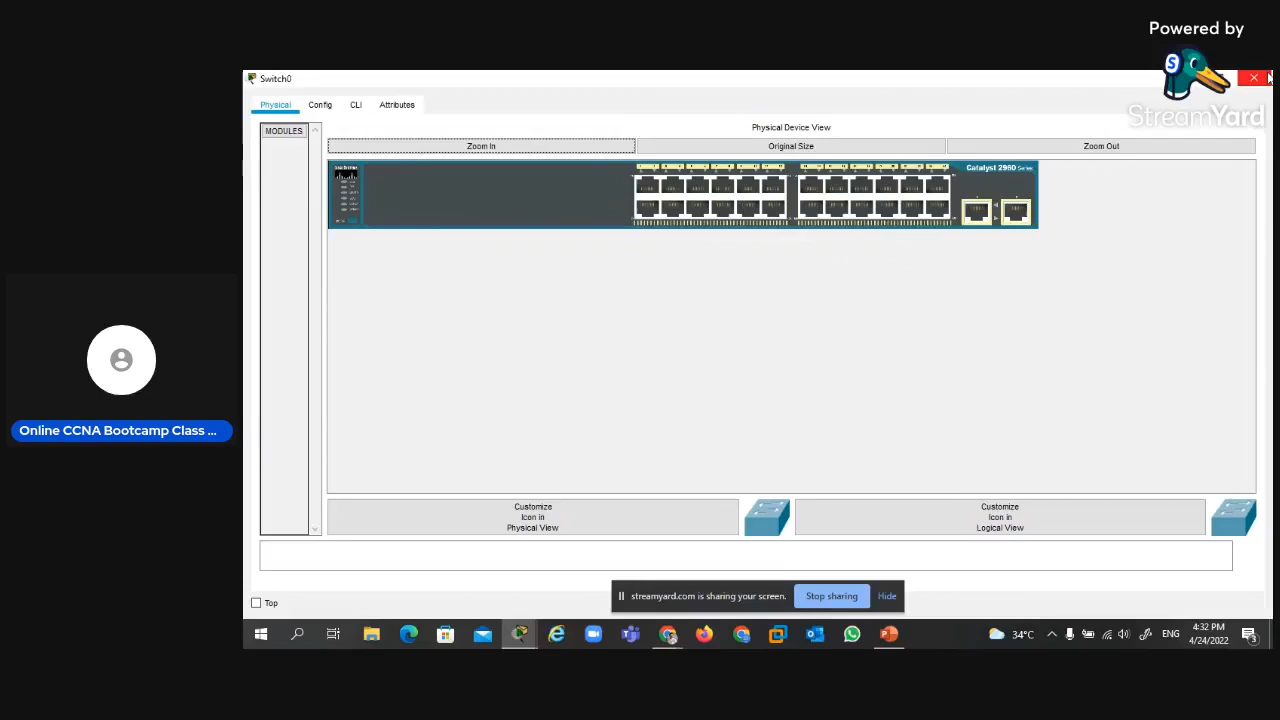 Powered by
StreamYard
Switch0
Physical
Config
CLI
Attributes
MODULES
Physical Device View
Zoom In
Original Size
Zoom Out
Catalyst 2960 Series
Customize
Icon in
Physical View
Customize
Icon in
Logical View
Online CCNA Bootcamp Class ...
streamyard.com is sharing your screen.
Stop sharing
Hide
Top
34°C
ENG
4:32 PM
4/24/2022
3